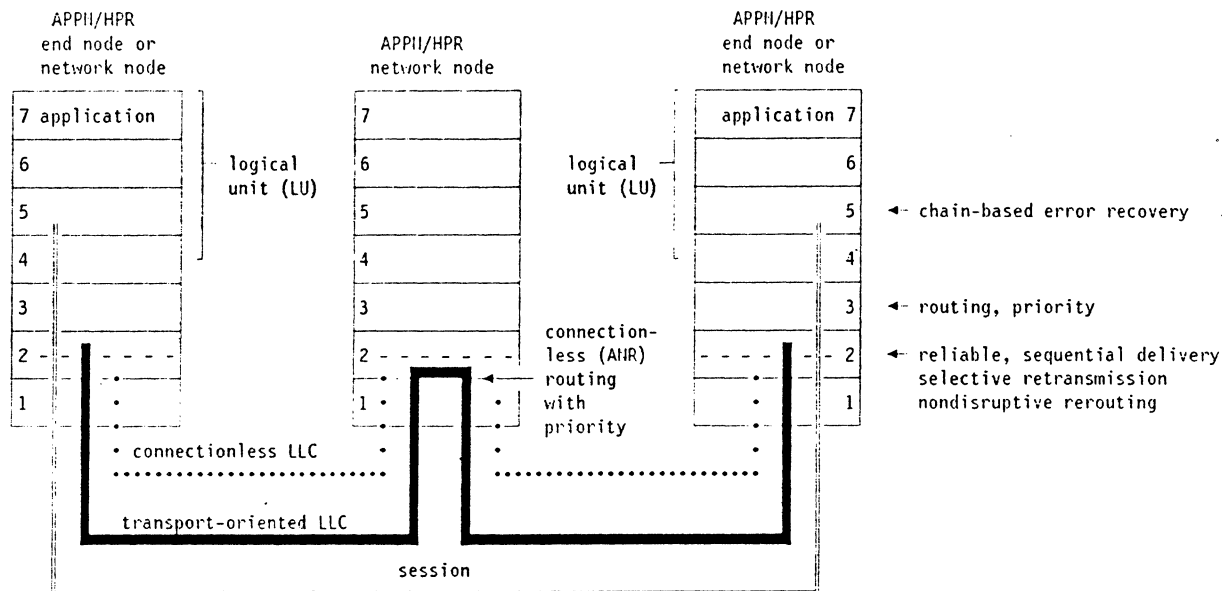 APPN/HPR
end node or
network node
APPN/HPR
network node
APPN/HPR
end node or
network node
7 application
6
5
4
3
2
1
logical
unit (LU)
7
6
5
4
3
2
1
connection-
less (ANR)
routing
with
priority
logical
unit (LU)
application 7
6
5
4
3
2
1
chain-based error recovery
routing, priority
reliable, sequential delivery
selective retransmission
nondisruptive rerouting
connectionless LLC
transport-oriented LLC
session